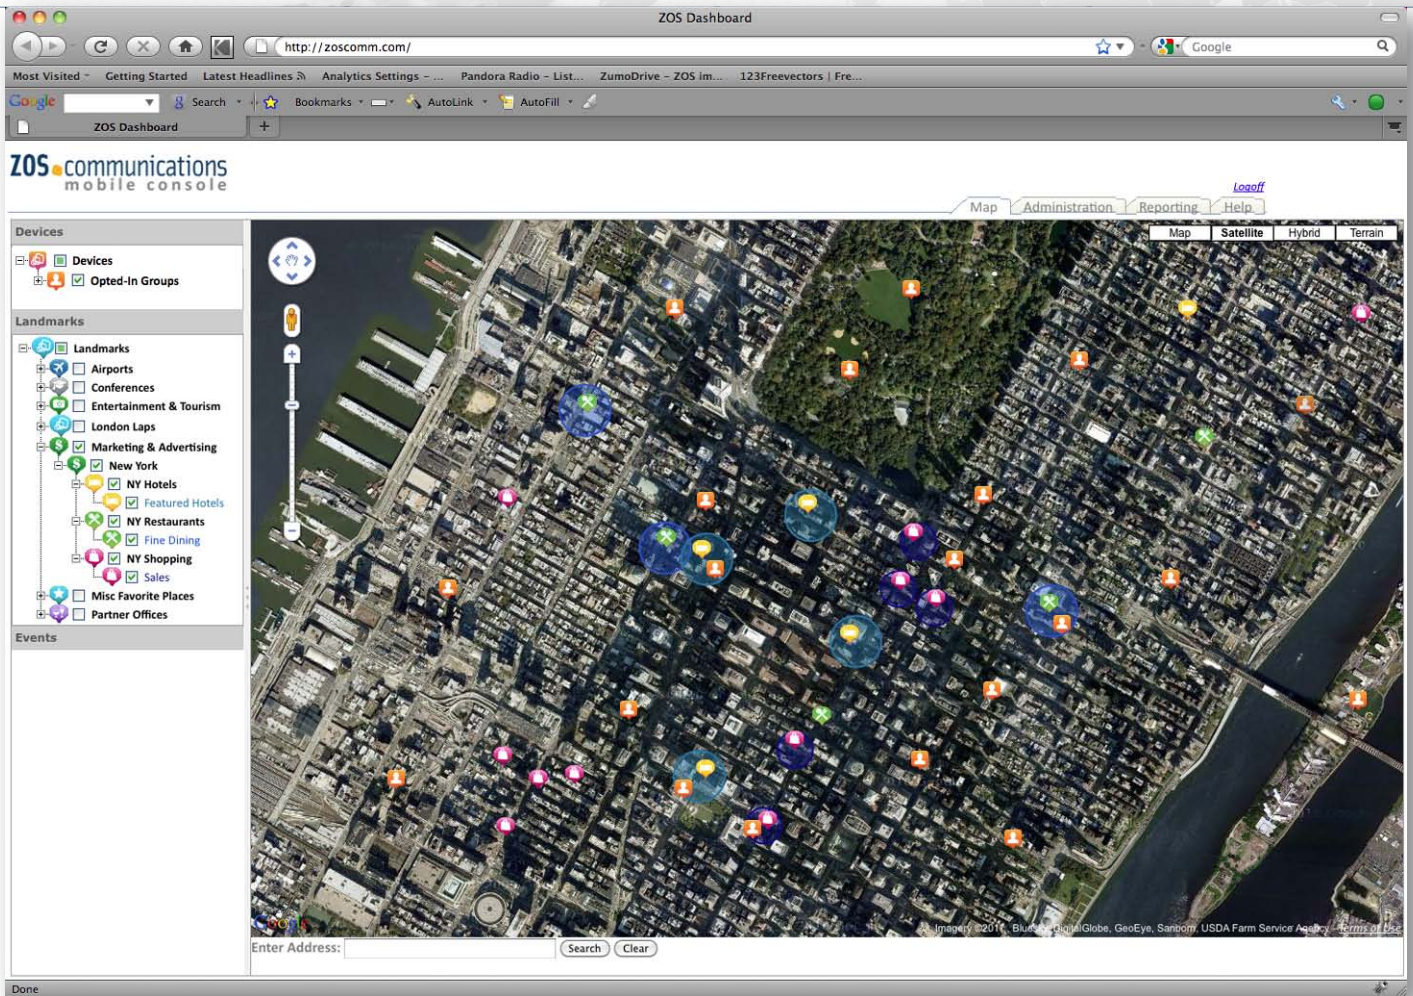 ZOS Dashboard
http://zoscomm.com/
Google
Most Visited
Getting Started
Latest Headlines
Analytics Settings - ...
Pandora Radio - List...
ZumoDrive - ZOS im...
123Freevectors | Fre...
Google
Search
Bookmarks
AutoLink
AutoFill
ZOS Dashboard
ZOS communications
mobile console
Logoff
Map
Administration
Reporting
Help
Devices
Devices
Opted-In Groups
Landmarks
Landmarks
Airports
Conferences
Entertainment & Tourism
London Laps
Marketing & Advertising
New York
NY Hotels
Featured Hotels
NY Restaurants
Fine Dining
NY Shopping
Sales
Misc Favorite Places
Partner Offices
Events
Map
Satellite
Hybrid
Terrain
Google
DigitalGlobe, GeoEye, Sanborn, USDA Farm Service Agency - Terms of Use
Enter Address:
Search
Clear
Done